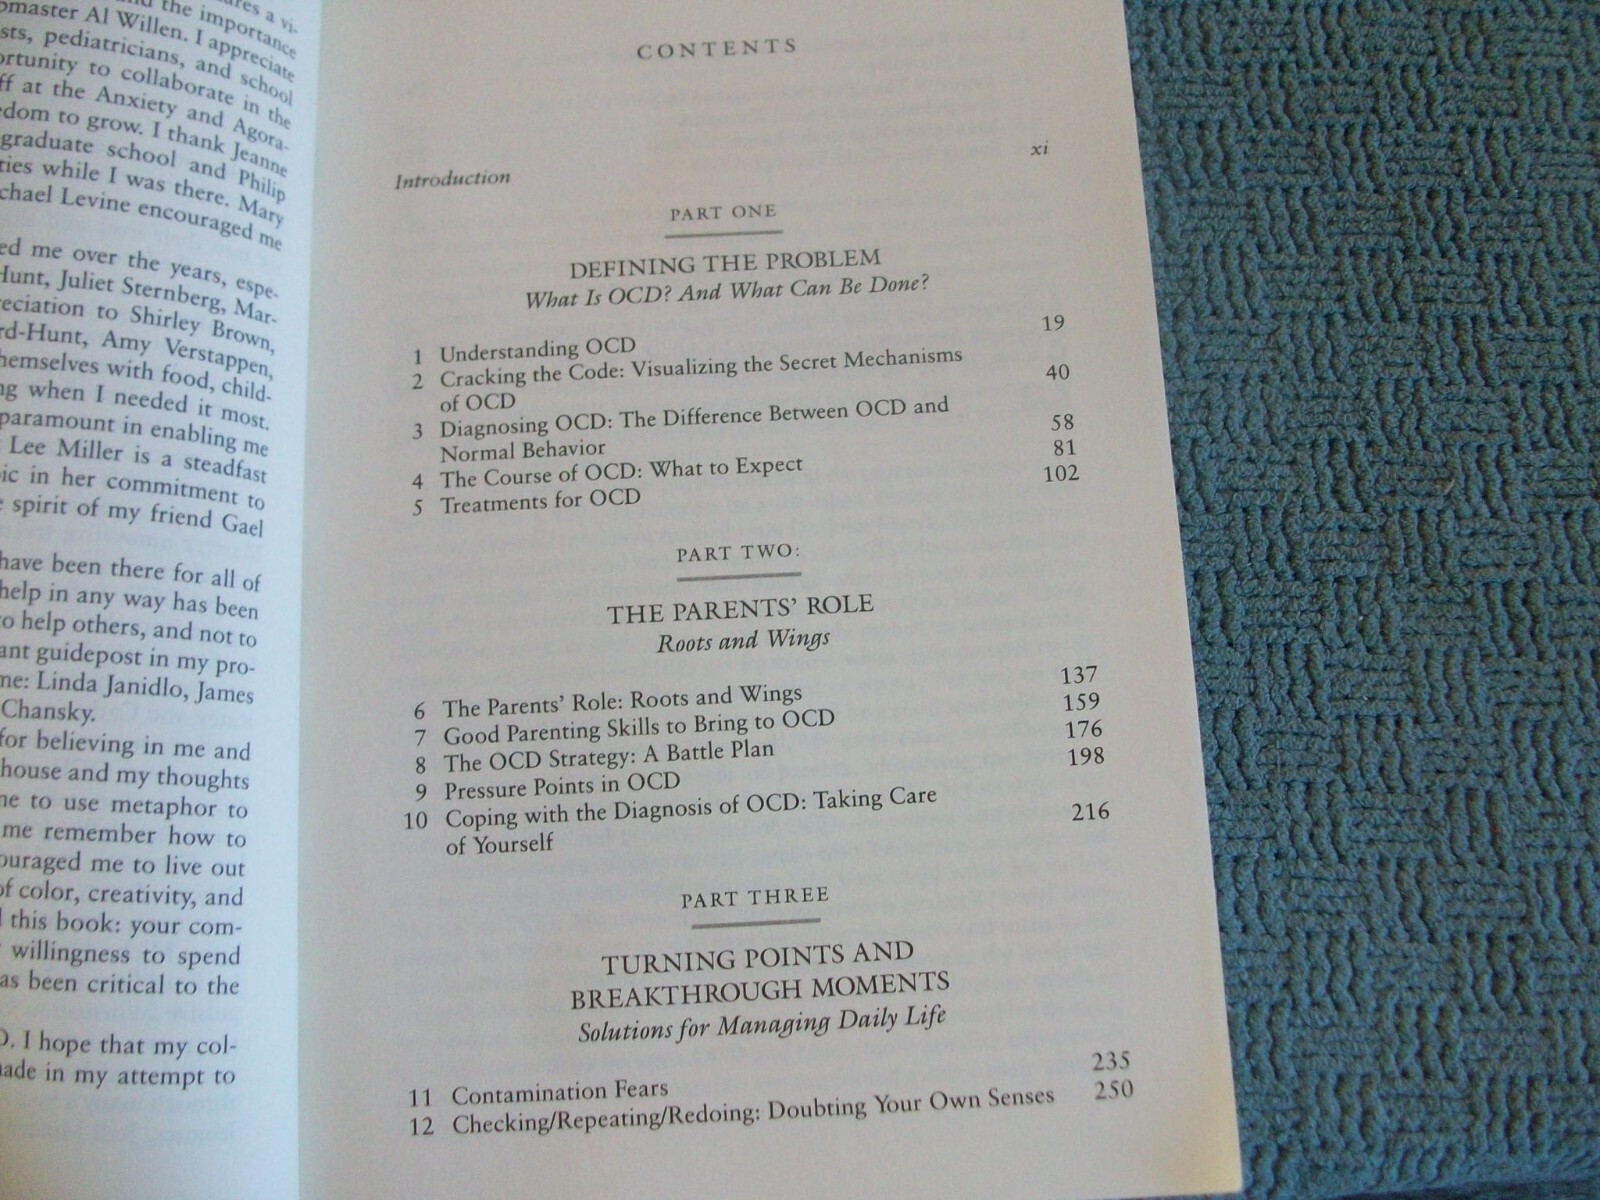 ures a vi-
and the importance
master Al Willen. I appreciate
sts, pediatricians, and school
ortunity to collaborate in the
ff at the Anxiety and Agora-
edom to grow. I thank Jeanne
graduate school and Philip
ties while I was there. Mary
chael Levine encouraged me
ed me over the years, espe-
Hunt, Juliet Sternberg, Mar-
reciation to Shirley Brown,
rd-Hunt, Amy Verstappen,
hemselves with food, child-
ng when I needed it most.
paramount in enabling me
Lee Miller is a steadfast
ic in her commitment to
e spirit of my friend Gael
have been there for all of
help in any way has been
o help others, and not to
ant guidepost in my pro-
me: Linda Janidlo, James
Chansky.
for believing in me and
house and my thoughts
ne to use metaphor to
me remember how to
ouraged me to live out
of color, creativity, and
this book: your com-
willingness to spend
as been critical to the
D. I hope that my col-
ade in my attempt to
CONTENTS
Introduction xi
PART ONE
DEFINING THE PROBLEM
What Is OCD? And What Can Be Done?
1 Understanding OCD 19
2 Cracking the Code: Visualizing the Secret Mechanisms
of OCD 40
3 Diagnosing OCD: The Difference Between OCD and
Normal Behavior 58
4 The Course of OCD: What to Expect 81
5 Treatments for OCD 102
PART TWO:
THE PARENTS' ROLE
Roots and Wings
6 The Parents' Role: Roots and Wings 137
7 Good Parenting Skills to Bring to OCD 159
8 The OCD Strategy: A Battle Plan 176
9 Pressure Points in OCD 198
10 Coping with the Diagnosis of OCD: Taking Care
of Yourself 216
PART THREE
TURNING POINTS AND
BREAKTHROUGH MOMENTS
Solutions for Managing Daily Life
11 Contamination Fears 235
12 Checking/Repeating/Redoing: Doubting Your Own Senses 250